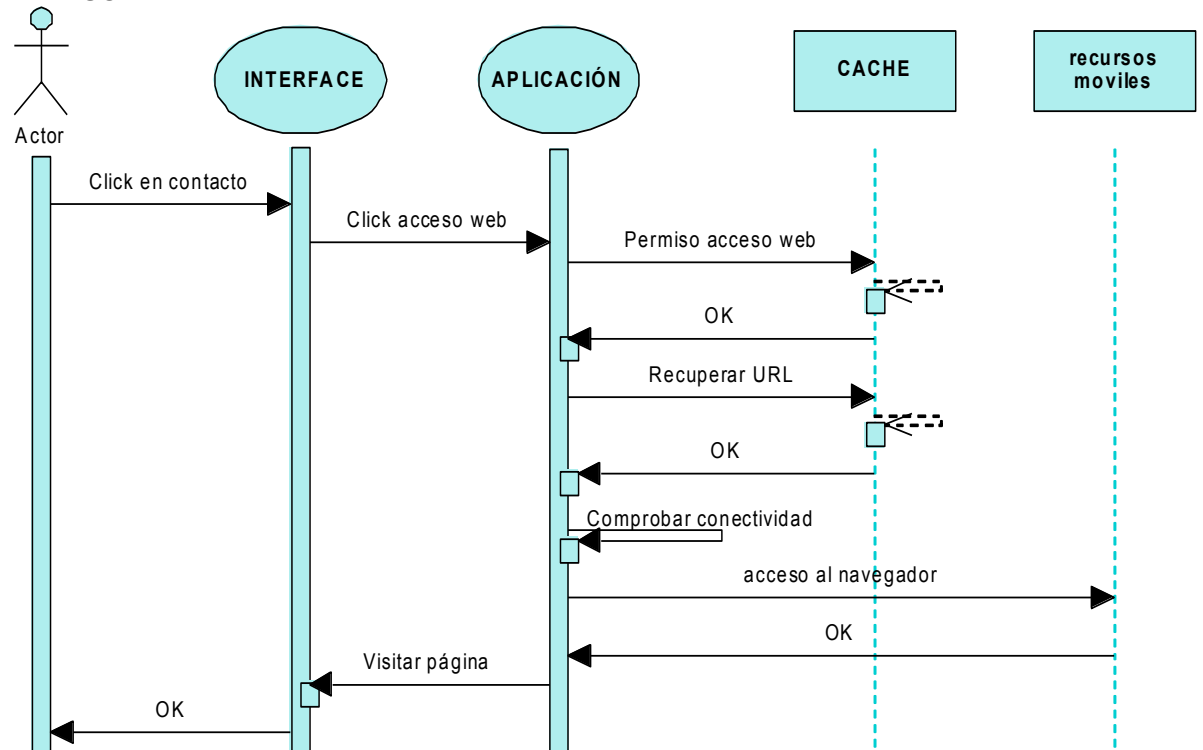 Actor
INTERFACE
APLICACIÓN
CACHE
recursos
moviles
Click en contacto
Click acceso web
Permiso acceso web
OK
Recuperar URL
OK
Comprobar conectividad
acceso al navegador
OK
Visitar página
OK